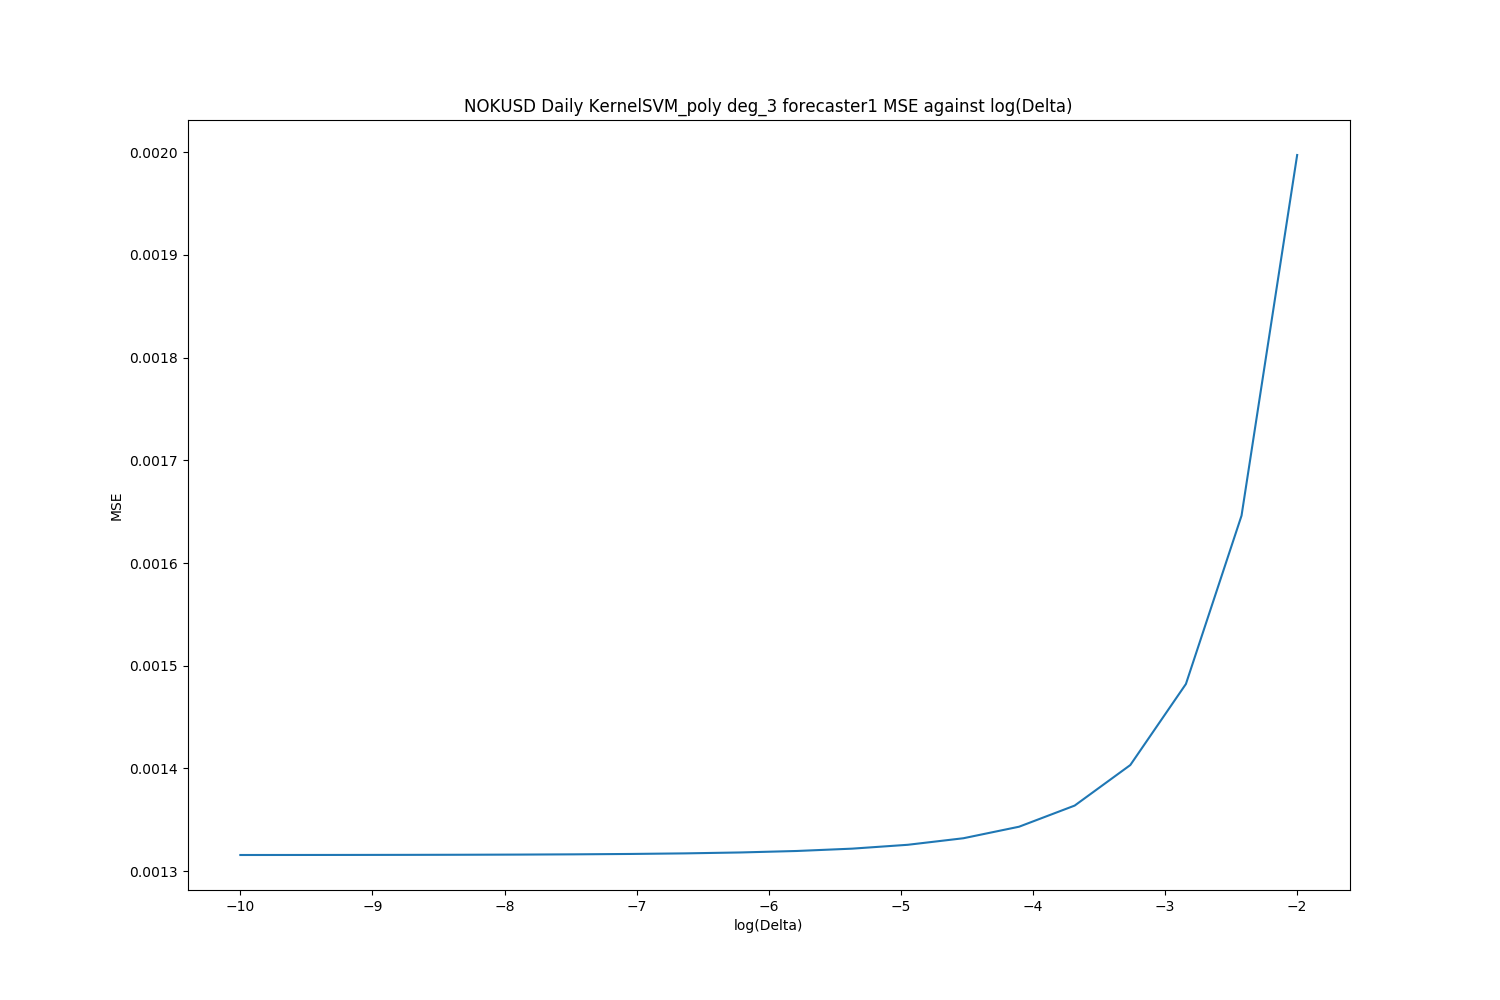 NOKUSD Daily KernelSVM_poly deg_3 forecaster1 MSE against log(Delta)
0.0020
0.0019
0.0018
0.0017
0.0016
0.0015
0.0014
0.0013
MSE
−10 −9 −8 −7 −6 −5 −4 −3 −2
log(Delta)